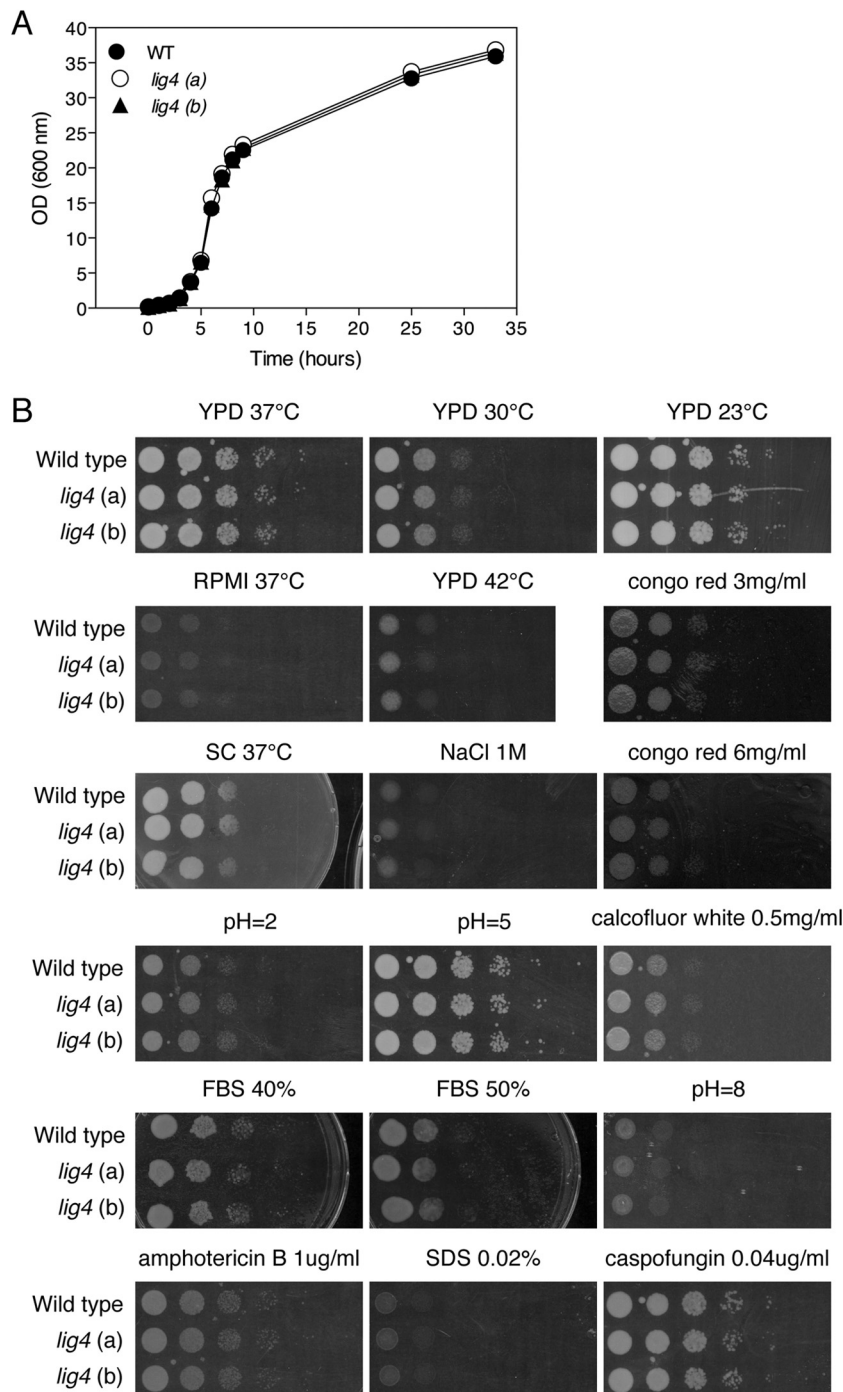 A
40
35
30
25
20
15
10
5
0
OD (600 nm)
WT
lig4 (a)
lig4 (b)
0 5 10 15 20 25 30 35
Time (hours)
B
YPD 37°C YPD 30°C YPD 23°C
Wild type
lig4 (a)
lig4 (b)
RPMI 37°C YPD 42°C congo red 3mg/ml
Wild type
lig4 (a)
lig4 (b)
SC 37°C NaCl 1M congo red 6mg/ml
Wild type
lig4 (a)
lig4 (b)
pH=2 pH=5 calcofluor white 0.5mg/ml
Wild type
lig4 (a)
lig4 (b)
FBS 40% FBS 50% pH=8
Wild type
lig4 (a)
lig4 (b)
amphotericin B 1ug/ml SDS 0.02% caspofungin 0.04ug/ml
Wild type
lig4 (a)
lig4 (b)